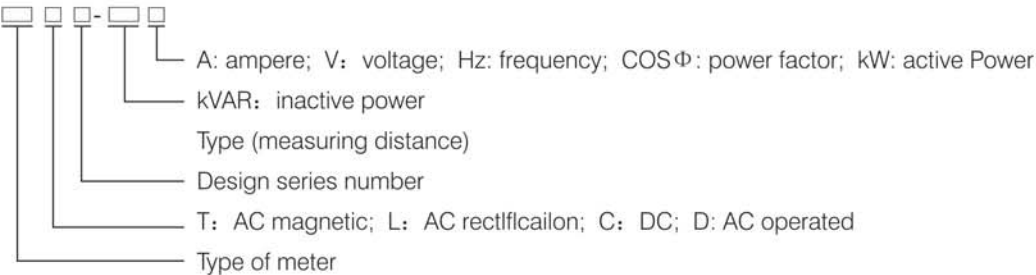 A: ampere; V：voltage; Hz: frequency; COSΦ: power factor; kW: active Power
kVAR：inactive power
Type (measuring distance)
Design series number
T：AC magnetic; L：AC rectlflcailon; C：DC; D: AC operated
Type of meter